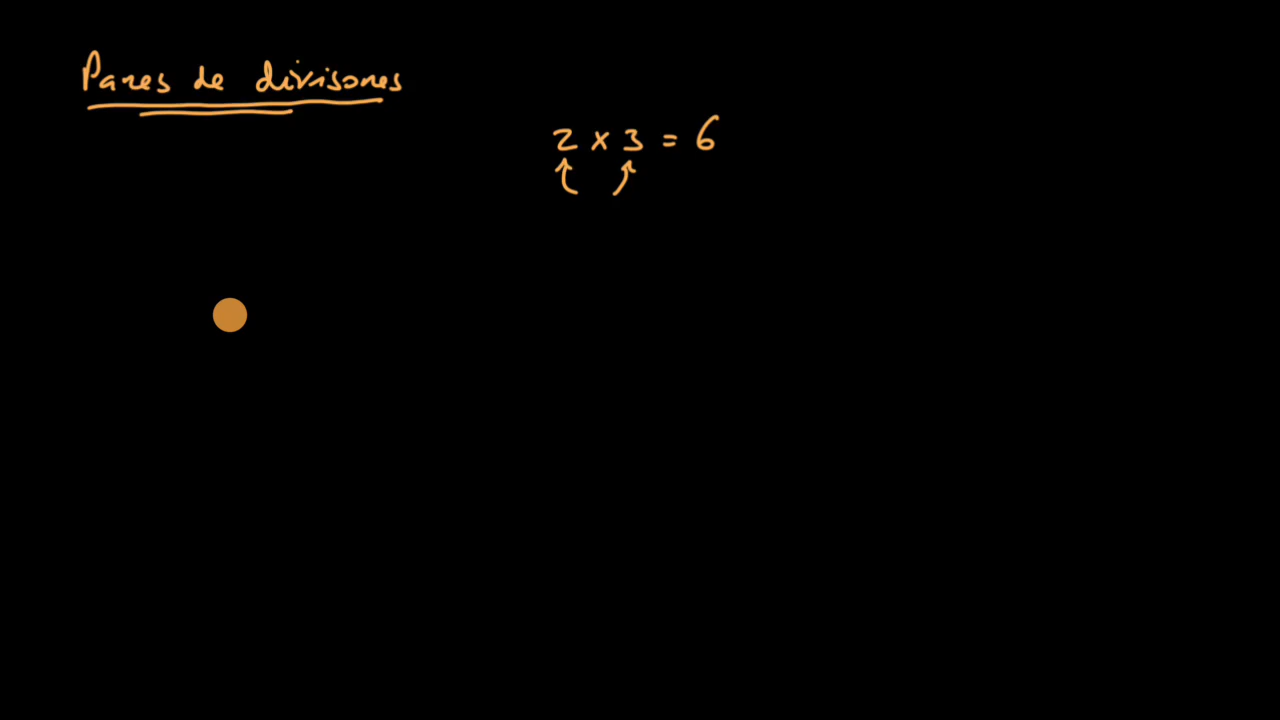 Pares de divisores
2 × 3 = 6